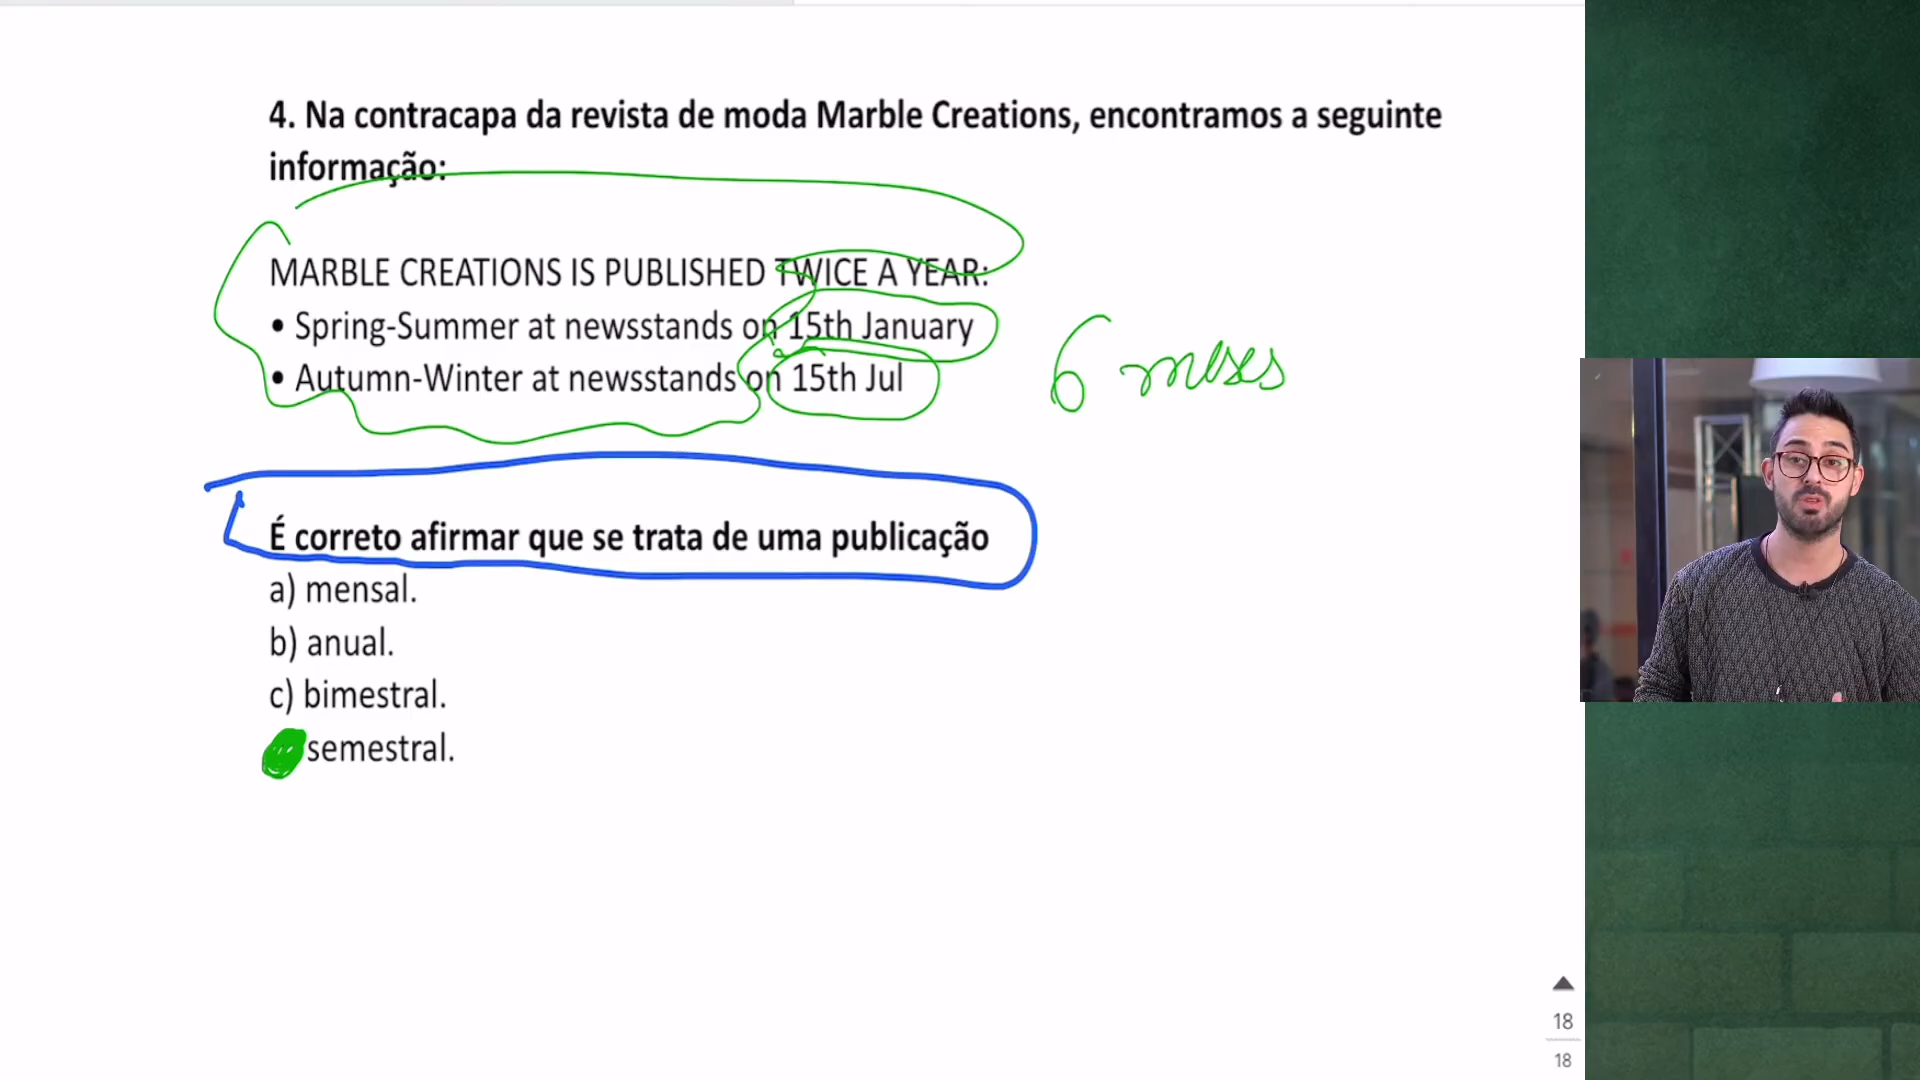 4. Na contracapa da revista de moda Marble Creations, encontramos a seguinte
informação:
MARBLE CREATIONS IS PUBLISHED TWICE A YEAR:
• Spring-Summer at newsstands on 15th January
• Autumn-Winter at newsstands on 15th Jul
6 meses
É correto afirmar que se trata de uma publicação
a) mensal.
b) anual.
c) bimestral.
semestral.
18
18